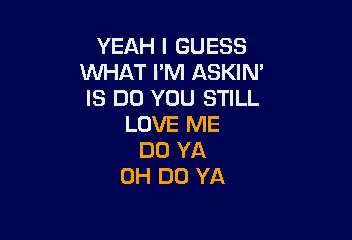 YEAH I GUESS
WHAT I'M ASKIN'
IS DO YOU STILL
LOVE ME
DO YA
OH DO YA